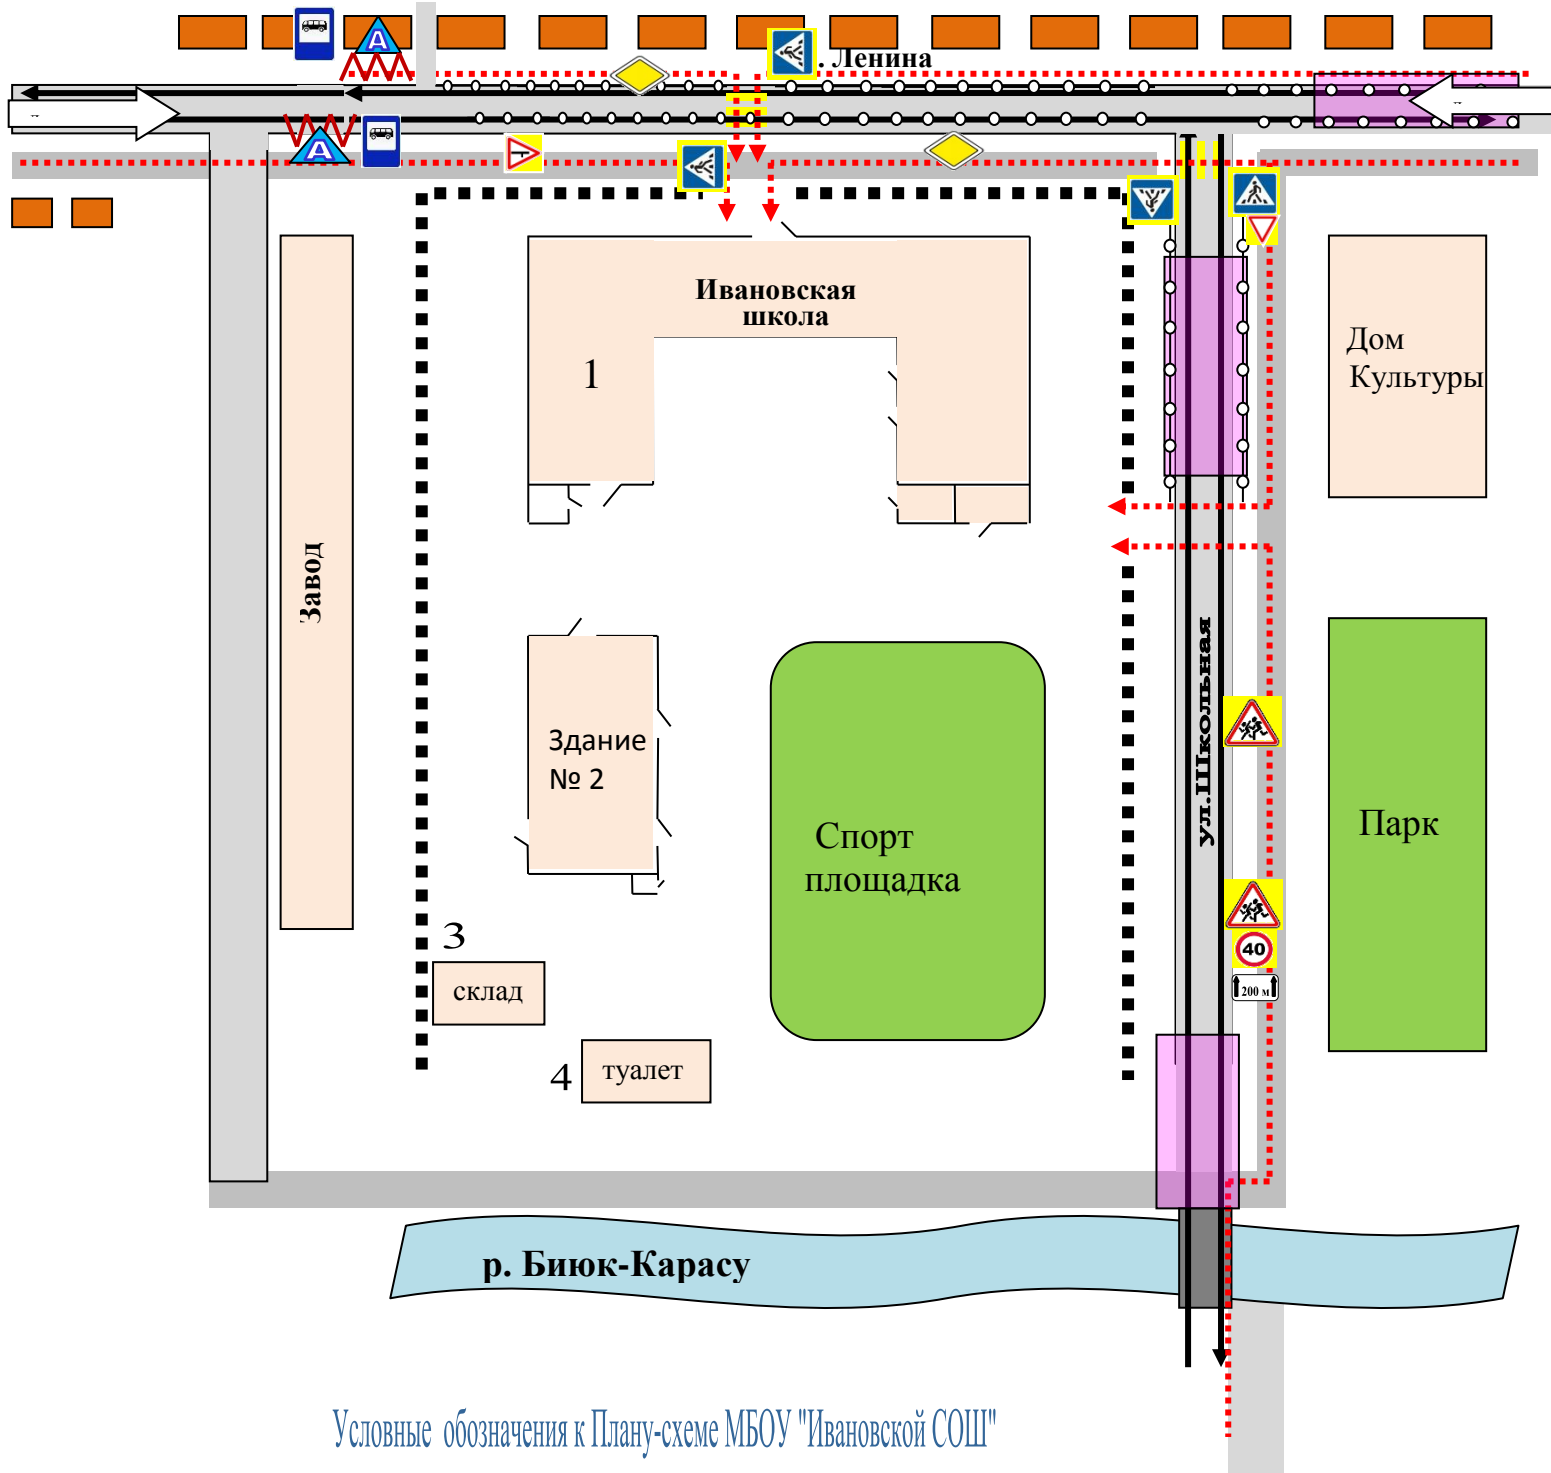 А
. Ленина
А
Ивановская
школа
1
Дом
Культуры
Завод
ул.Школьная
Здание
№ 2
Спорт
площадка
Парк
3
склад
40
200 м
4
туалет
р. Биюк-Карасу
Условные обозначения к Плану-схеме МБОУ "Ивановской СОШ"